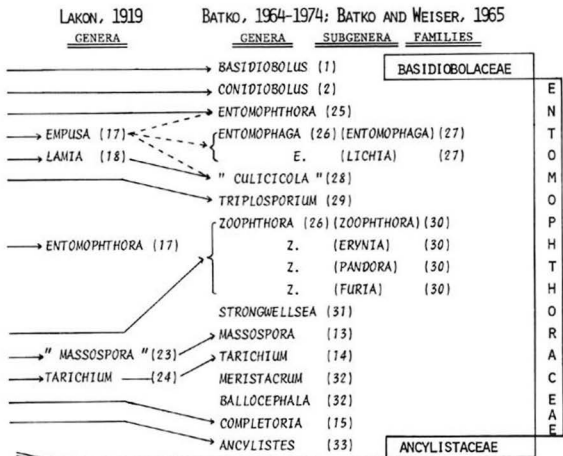 LAKON, 1919 BATKO, 1964-1974; BATKO AND WEISER, 1965
GENERA GENERA SUBGENERA FAMILIES
BASIDIOBOLUS (1) BASIDIOBOLACEAE
CONIDIOBOLUS (2)
ENTOMOPHTHORA (25)
EMPUSA (17) ENTOMOPHAGA (26) (ENTOMOPHAGA) (27)
LAMIA (18) E. (LICHIA) (27)
" CULICICOLA " (28)
TRIPLOSPORIUM (29)
ZOOPHTHORA (26) (ZOOPHTHORA) (30)
ENTOMOPHTHORA (17) Z. (ERYNIA) (30)
Z. (PANDORA) (30)
Z. (FURIA) (30)
STRONGWELLSEA (31)
MASSOSPORA (13)
" MASSOSPORA " (23) TARICHIUM (14)
TARICHIUM (24) MERISTACRUM (32)
BALLOCEPHALA (32)
COMPLETORIA (15)
ANCYLISTES (33) ANCYLISTACEAE
ENTOMOPHTHORACEAE